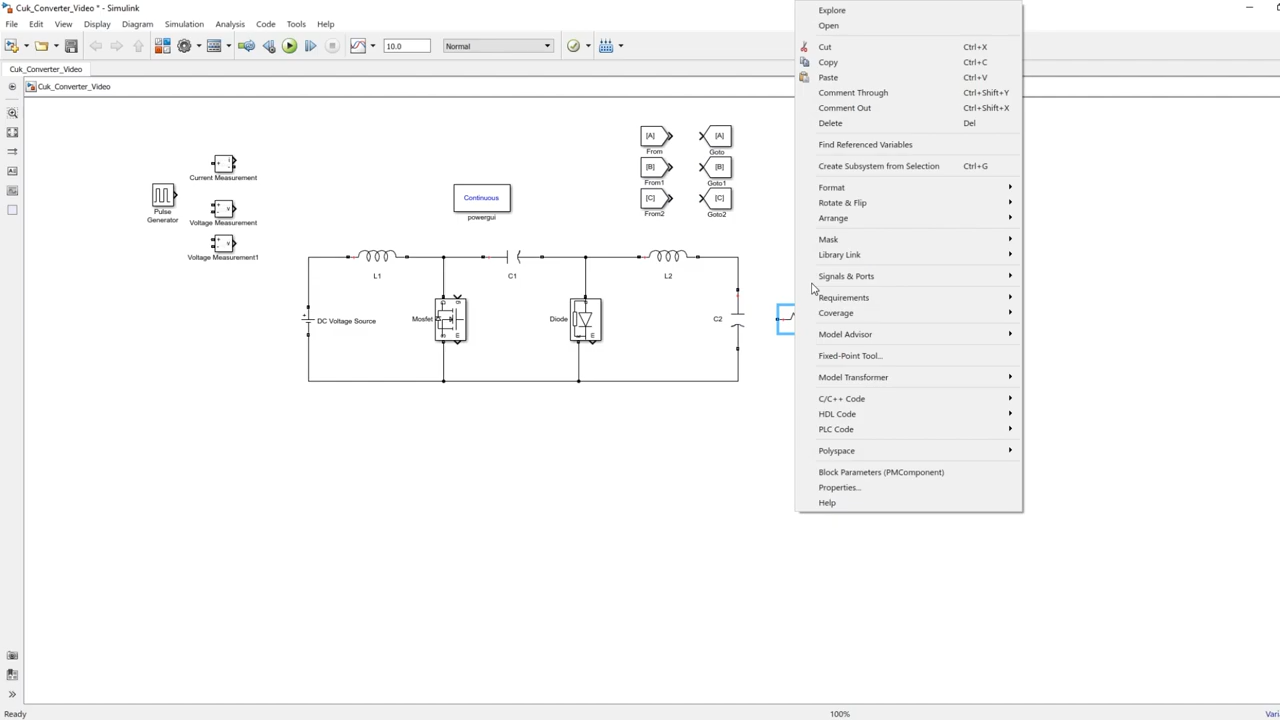 Cuk_Converter_Video * - Simulink
File Edit View Display Diagram Simulation Analysis Code Tools Help
10.0 Normal
Cuk_Converter_Video
Cuk_Converter_Video
Explore
Open
Cut Ctrl+X
Copy Ctrl+C
Paste Ctrl+V
Comment Through Ctrl+Shift+Y
Comment Out Ctrl+Shift+X
Delete Del
Find Referenced Variables
Create Subsystem from Selection Ctrl+G
Format
Rotate & Flip
Arrange
Mask
Library Link
Signals & Ports
Requirements
Coverage
Model Advisor
Fixed-Point Tool...
Model Transformer
C/C++ Code
HDL Code
PLC Code
Polyspace
Block Parameters (PMComponent)
Properties...
Help
Current Measurement
Pulse
Generator
Voltage Measurement
Voltage Measurement1
Continuous
powergui
[A] [A]
From Goto
[B] [B]
From1 Goto1
[C] [C]
From2 Goto2
L1 C1 L2
DC Voltage Source Mosfet Diode C2
Ready 100%